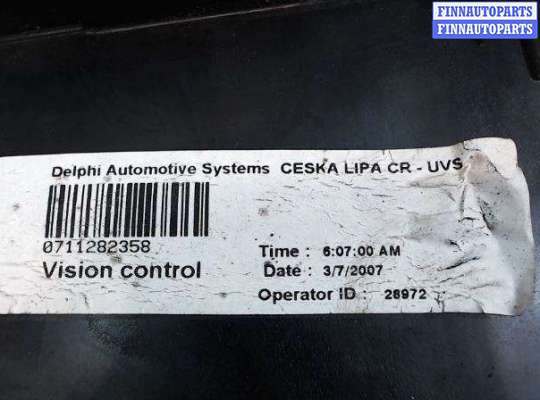 FINNAUTOPARTS
FINNAUTOPARTS
Delphi Automotive Systems CESKA LIPA CR - UVS
0711282358
Vision control
Time : 6:07:00 AM
Date : 3/7/2007
Operator ID : 28972